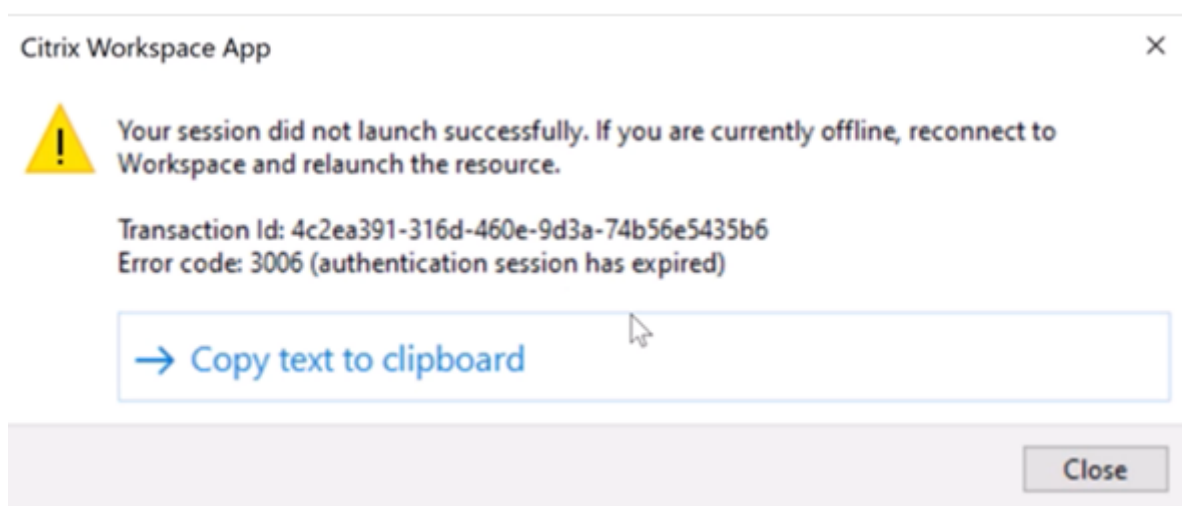 Citrix Workspace App
Your session did not launch successfully. If you are currently offline, reconnect to
Workspace and relaunch the resource.
Transaction Id: 4c2ea391-316d-460e-9d3a-74b56e5435b6
Error code: 3006 (authentication session has expired)
Copy text to clipboard
Close